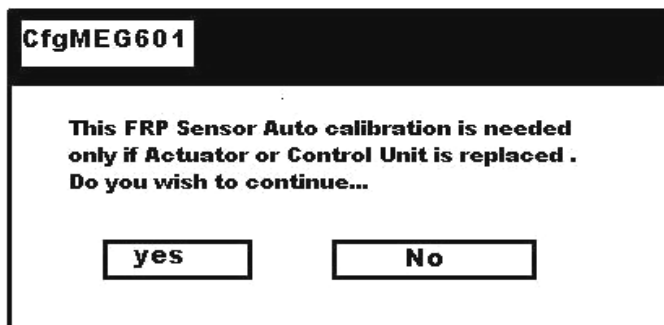 CfgMEG601
This FRP Sensor Auto calibration is needed
only if Actuator or Control Unit is replaced .
Do you wish to continue...
yes
No